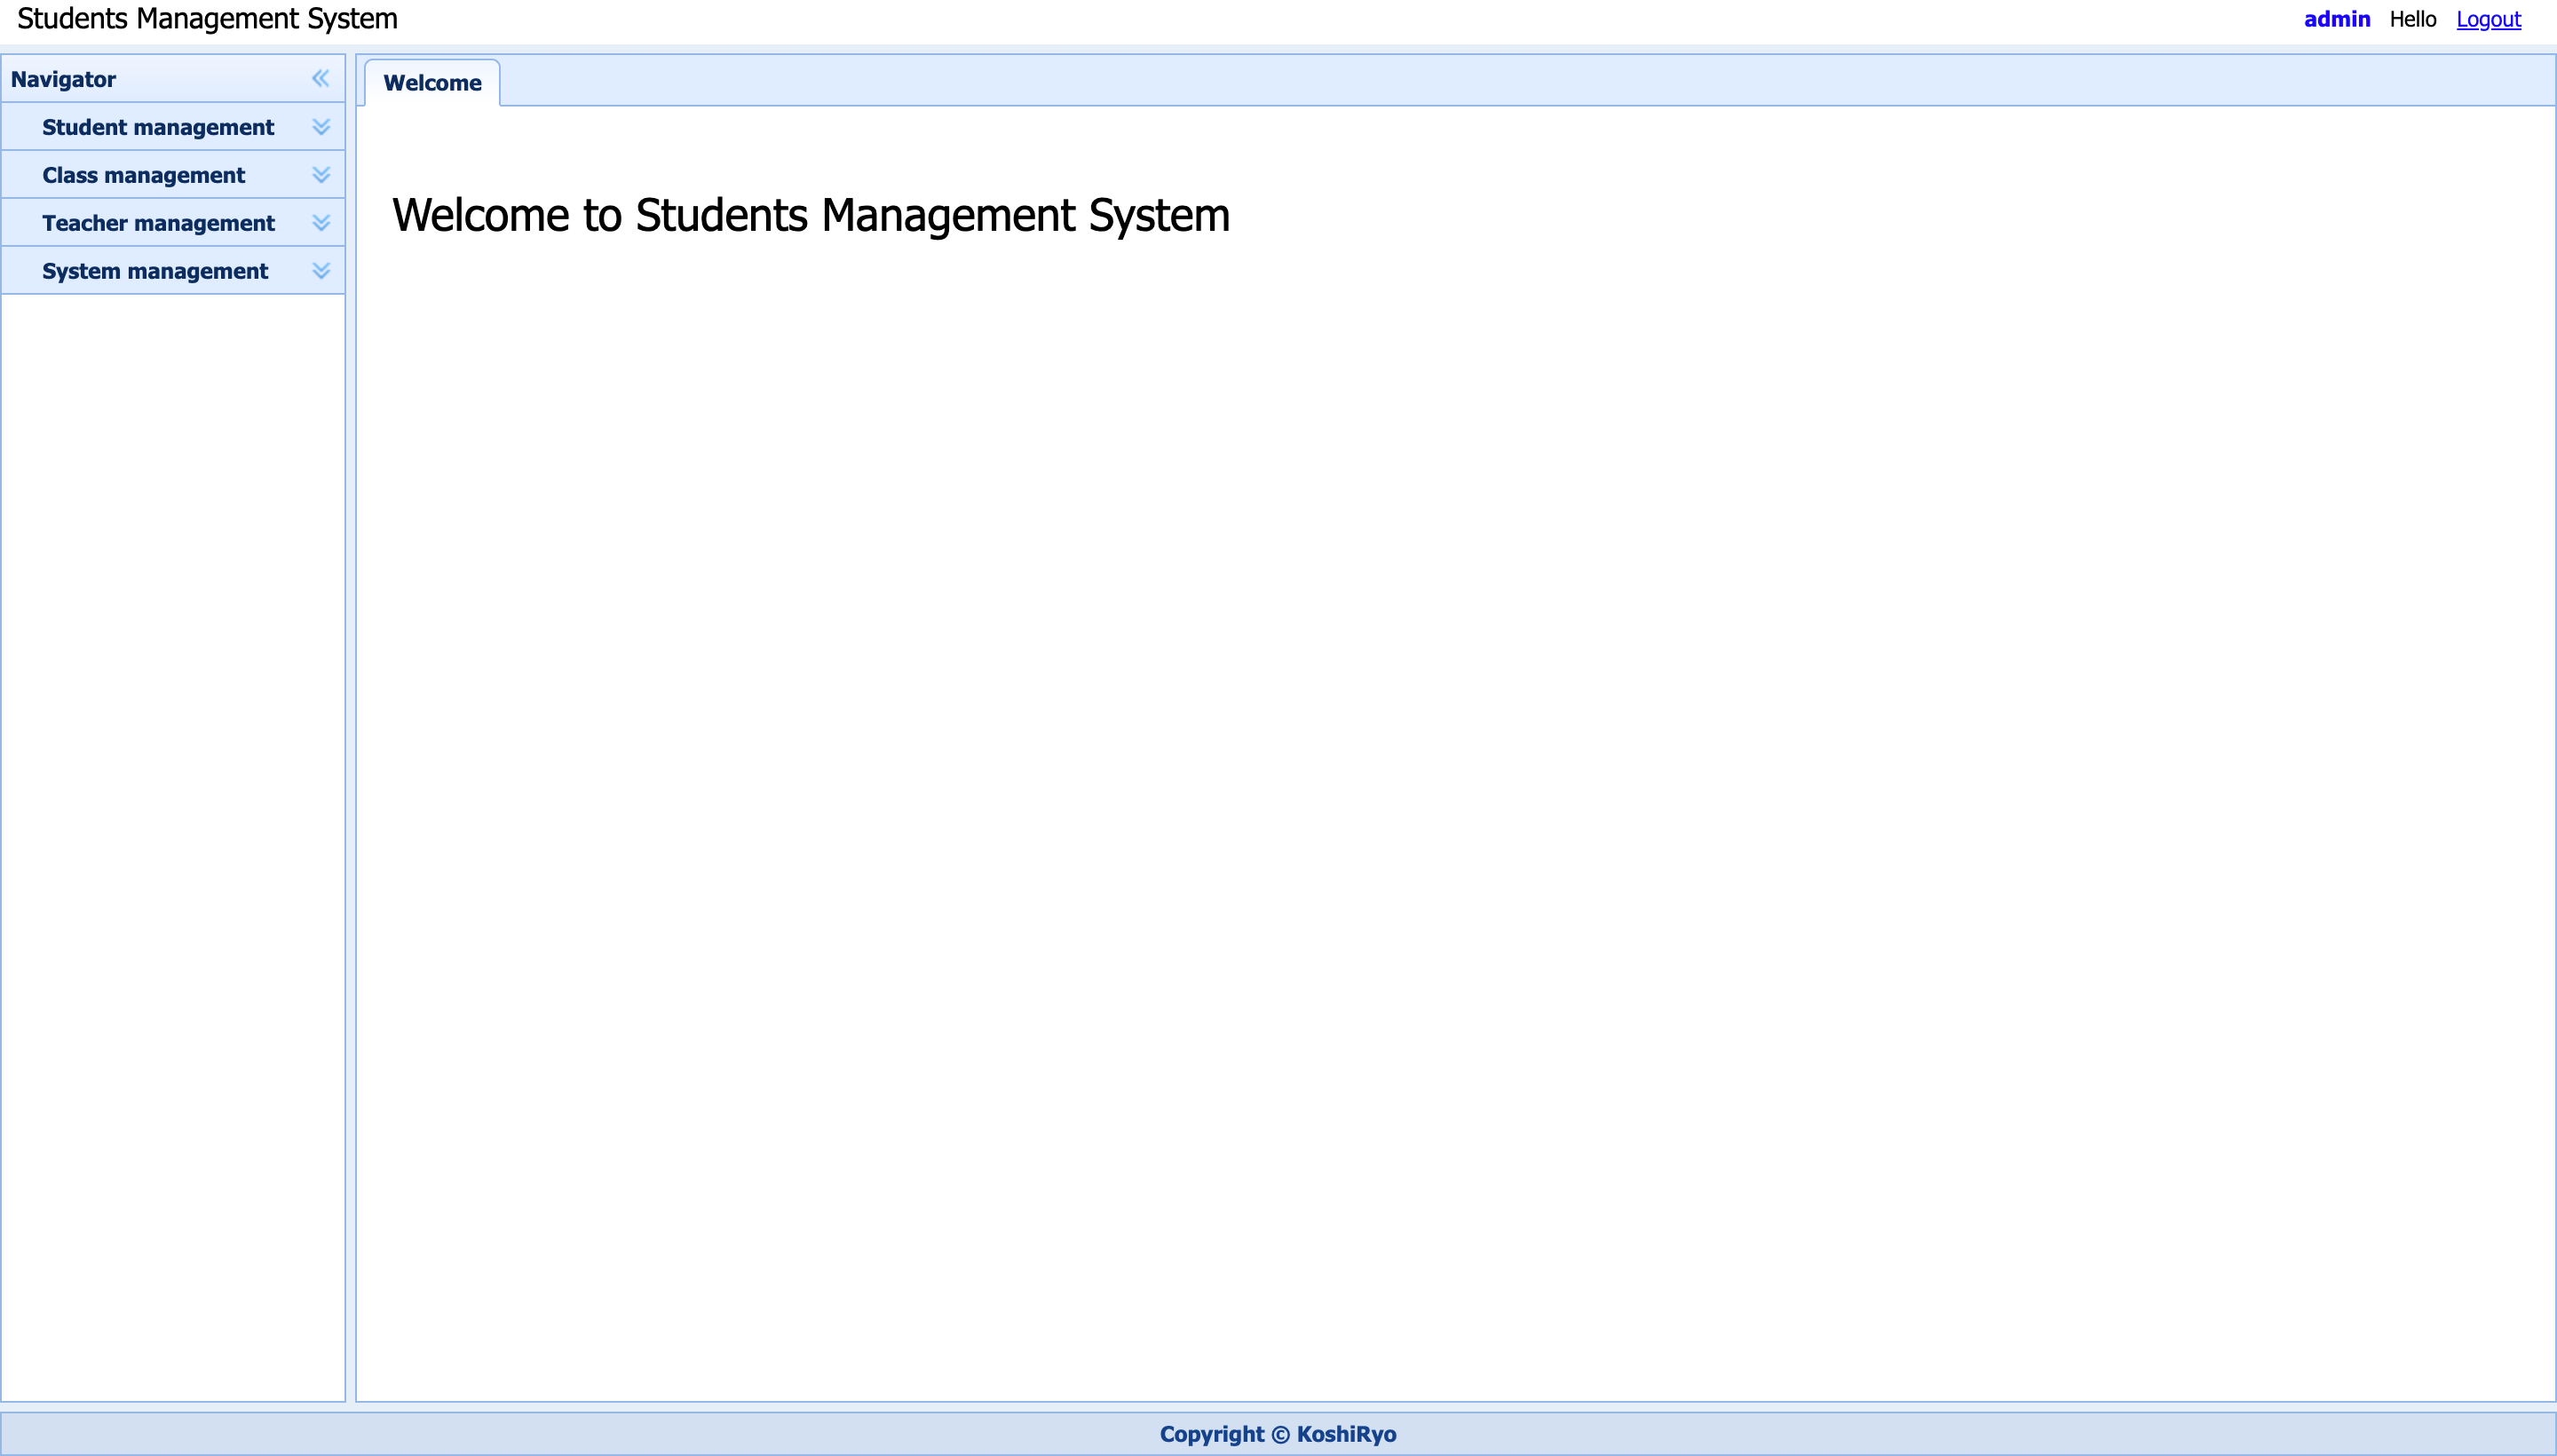 Students Management System
admin Hello Logout
Navigator
Student management
Class management
Teacher management
System management
Welcome
Welcome to Students Management System
Copyright © KoshiRyo